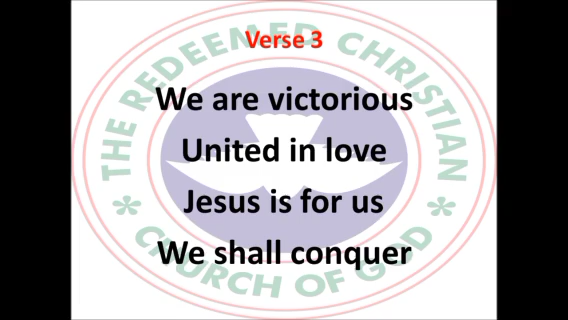 Verse 3
THE REDEEMED CHRISTIAN
We are victorious
United in love
Jesus is for us
We shall conquer
CHURCH OF GOD